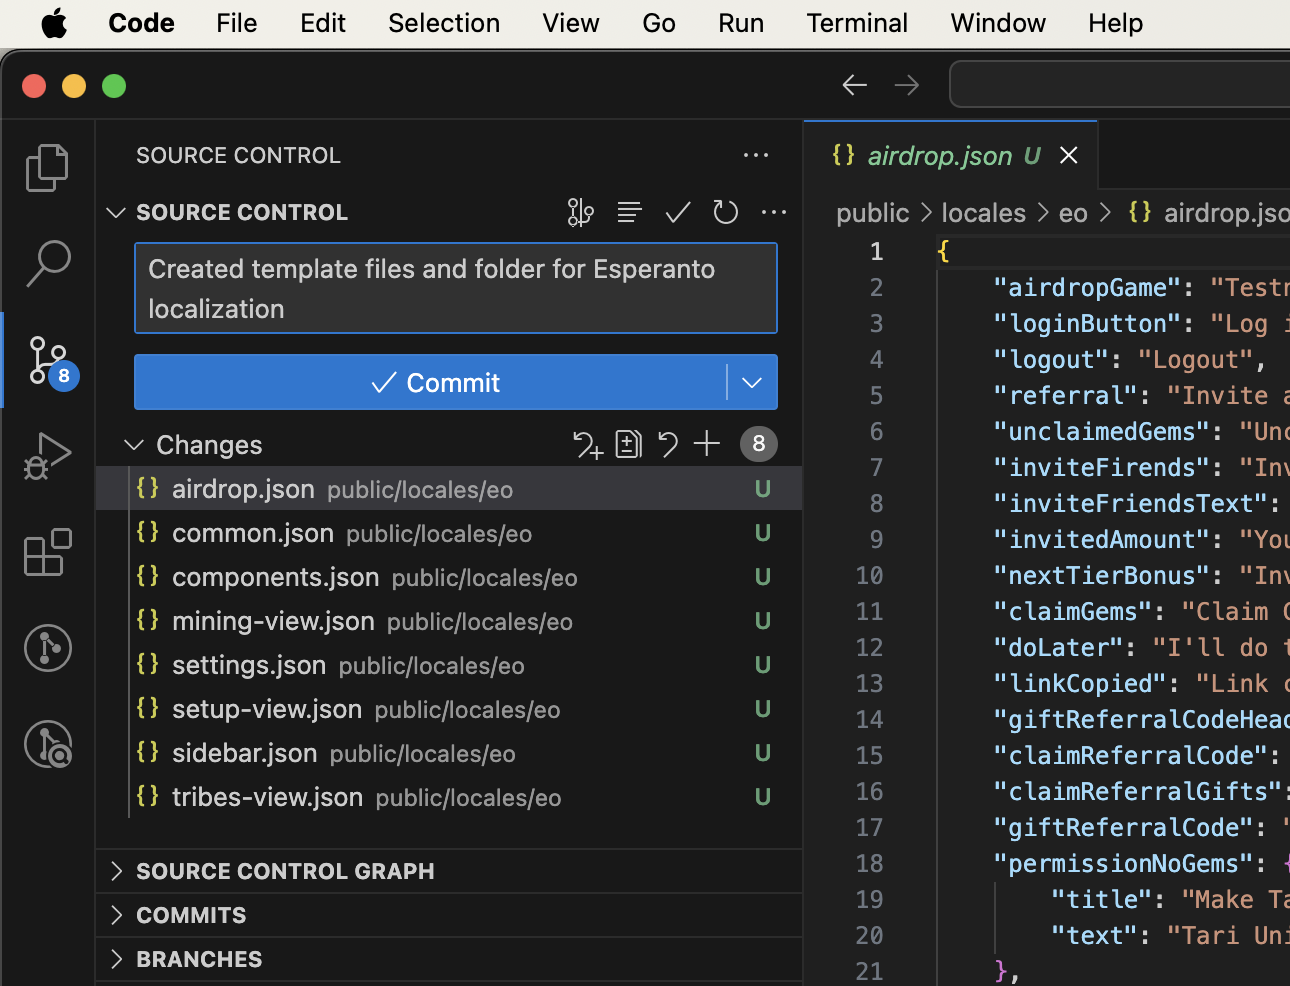 Code File Edit Selection View Go Run Terminal Window Help
SOURCE CONTROL
SOURCE CONTROL
Created template files and folder for Esperanto
localization
Commit
Changes 8
airdrop.json public/locales/eo U
common.json public/locales/eo U
components.json public/locales/eo U
mining-view.json public/locales/eo U
settings.json public/locales/eo U
setup-view.json public/locales/eo U
sidebar.json public/locales/eo U
tribes-view.json public/locales/eo U
SOURCE CONTROL GRAPH
COMMITS
BRANCHES
8
{} airdrop.json U
public > locales > eo > {} airdrop.jso
1 {
2 "airdropGame": "Testn
3 "loginButton": "Log i
4 "logout": "Logout",
5 "referral": "Invite a
6 "unclaimedGems": "Unc
7 "inviteFirends": "Inv
8 "inviteFriendsText":
9 "invitedAmount": "You
10 "nextTierBonus": "Inv
11 "claimGems": "Claim G
12 "doLater": "I'll do t
13 "linkCopied": "Link c
14 "giftReferralCodeHead
15 "claimReferralCode":
16 "claimReferralGifts":
17 "giftReferralCode": "
18 "permissionNoGems": {
19 "title": "Make Ta
20 "text": "Tari Uni
21 },